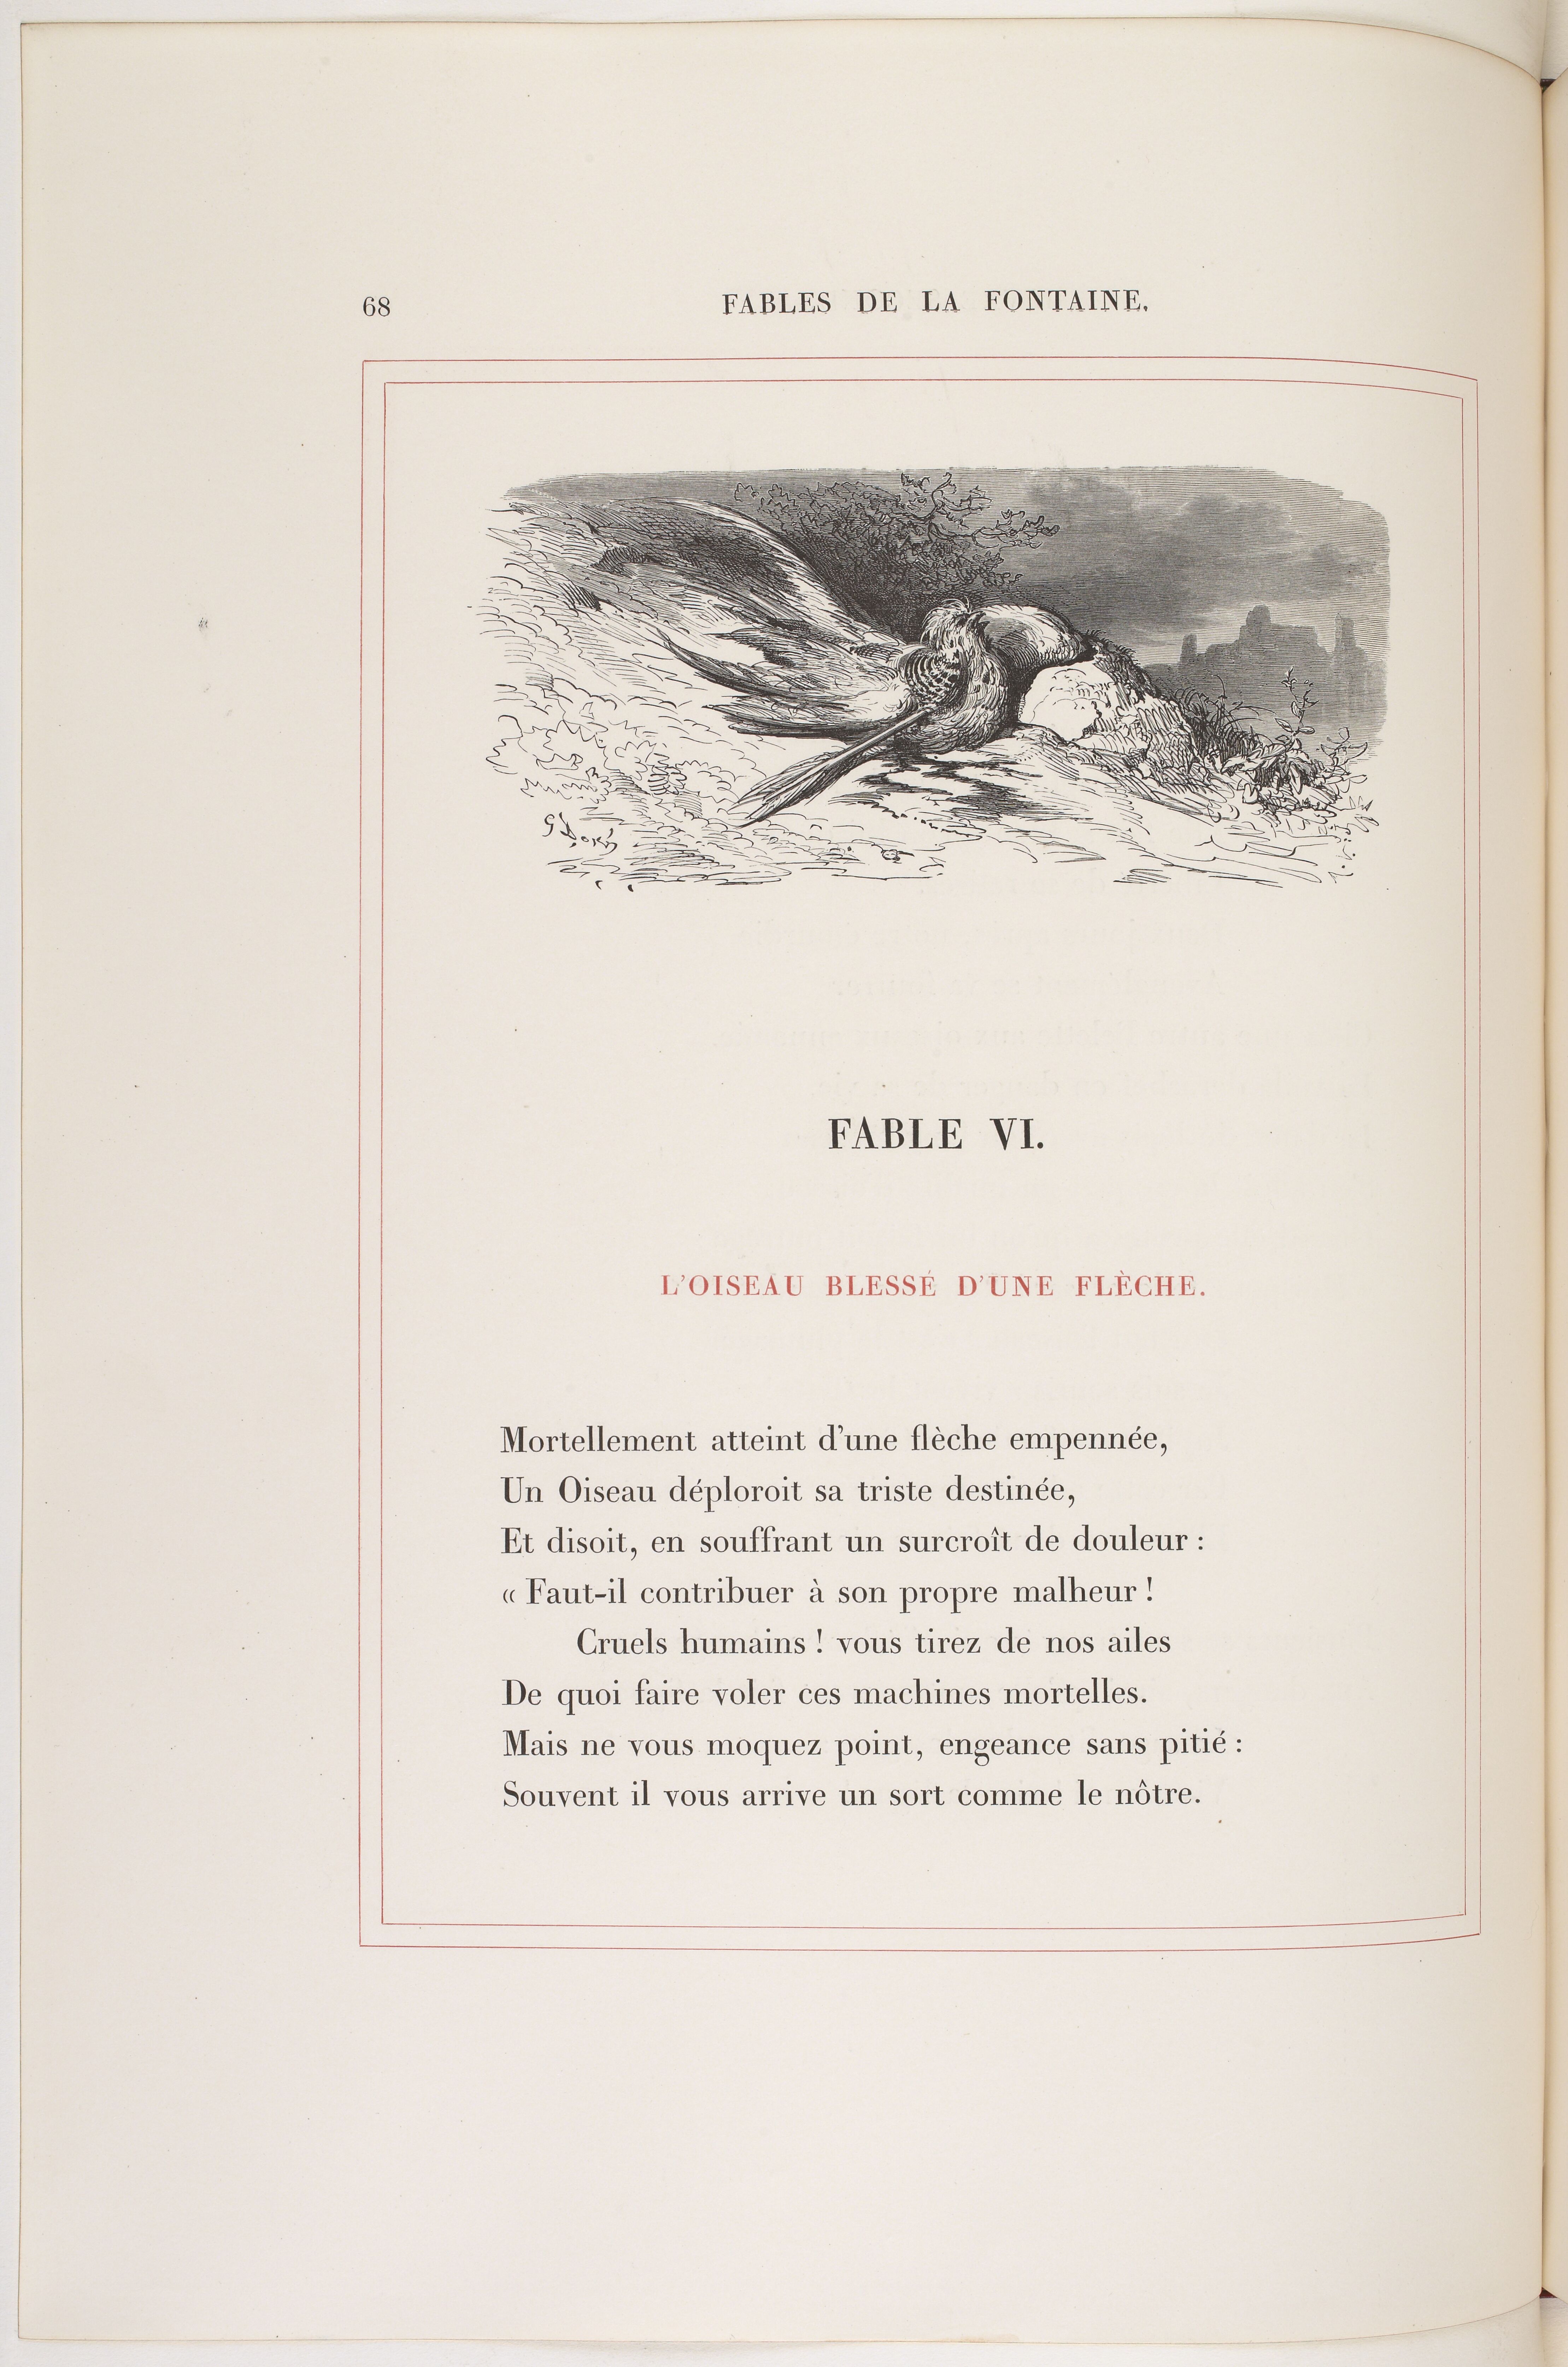 68
FABLES DE LA FONTAINE.
G Doré
FABLE VI.
L'OISEAU BLESSÉ D'UNE FLÈCHE.
Mortellement atteint d'une flèche empennée,
Un Oiseau déploroit sa triste destinée,
Et disoit, en souffrant un surcroît de douleur :
« Faut-il contribuer à son propre malheur !
Cruels humains ! vous tirez de nos ailes
De quoi faire voler ces machines mortelles.
Mais ne vous moquez point, engeance sans pitié :
Souvent il vous arrive un sort comme le nôtre.